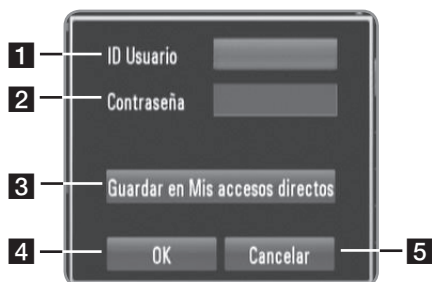 1 ID Usuario
2 Contraseña
3 Guardar en Mis accesos directos
4 OK Cancelar 5